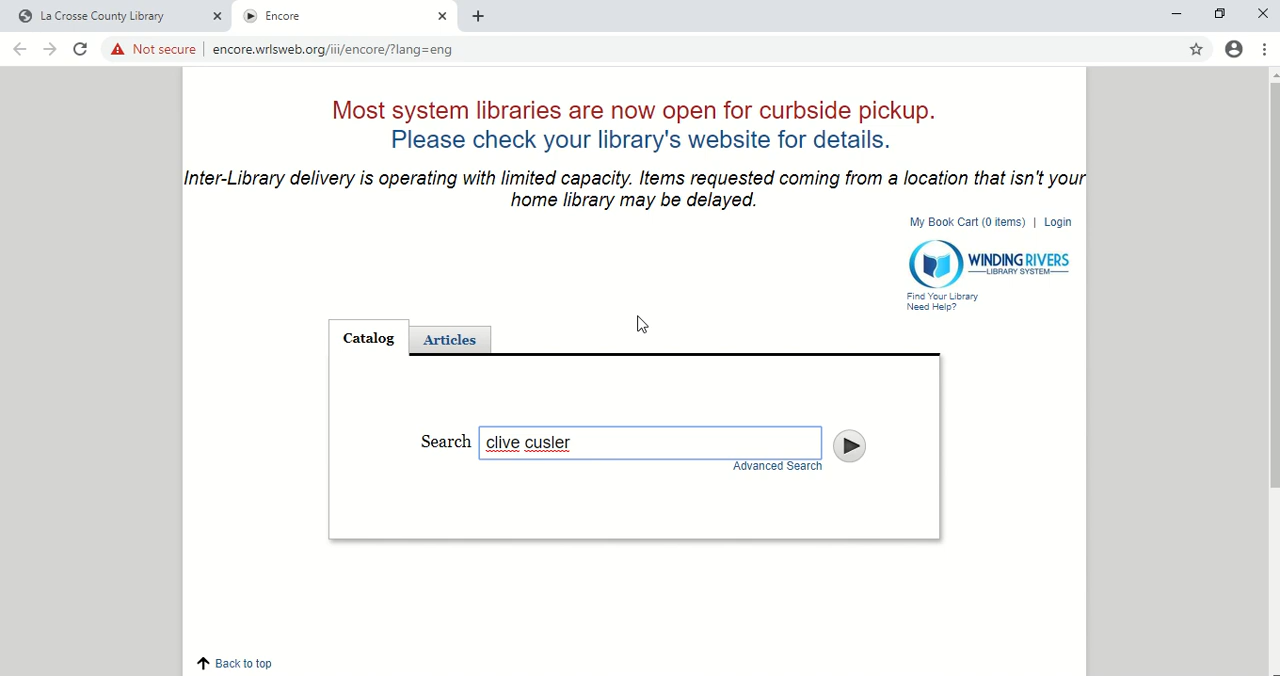 La Crosse County Library
Encore
Not secure
encore.wrlsweb.org/iii/encore/?lang=eng
Most system libraries are now open for curbside pickup.
Please check your library's website for details.
Inter-Library delivery is operating with limited capacity. Items requested coming from a location that isn't your
home library may be delayed.
My Book Cart (0 items) | Login
WINDING RIVERS
LIBRARY SYSTEM
Find Your Library
Need Help?
Catalog
Articles
Search clive cusler
Advanced Search
Back to top